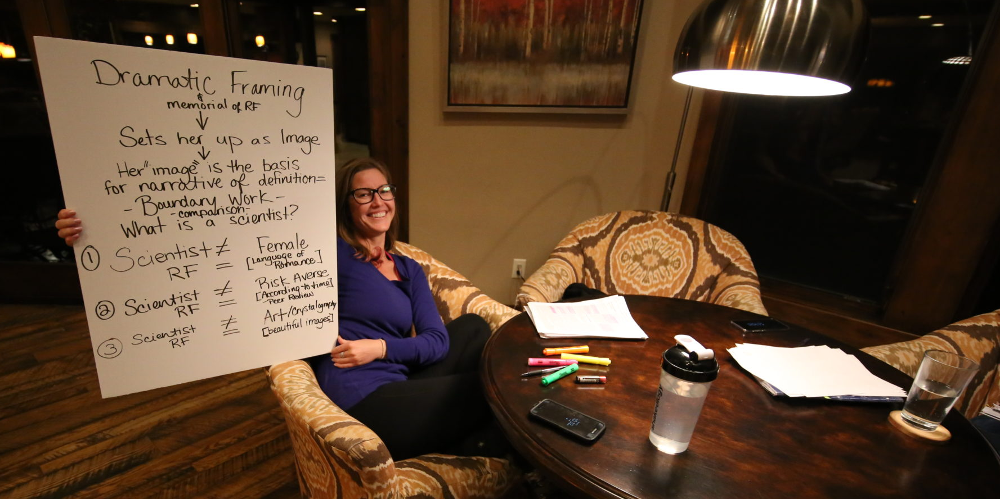 Dramatic Framing
&
memorial of RF
↓
Sets her up as Image
↓
Her "image" is the basis
for narrative of definition=
- Boundary Work -
- comparison -
What is a scientist?
① Scientist ≠ Female
RF = [Language of Romance]
② Scientist ≠ Risk Averse
RF = [According to time]
- Peer Review
③ Scientist ≠ Art/Crystalography
RF = [beautiful images]
10:52